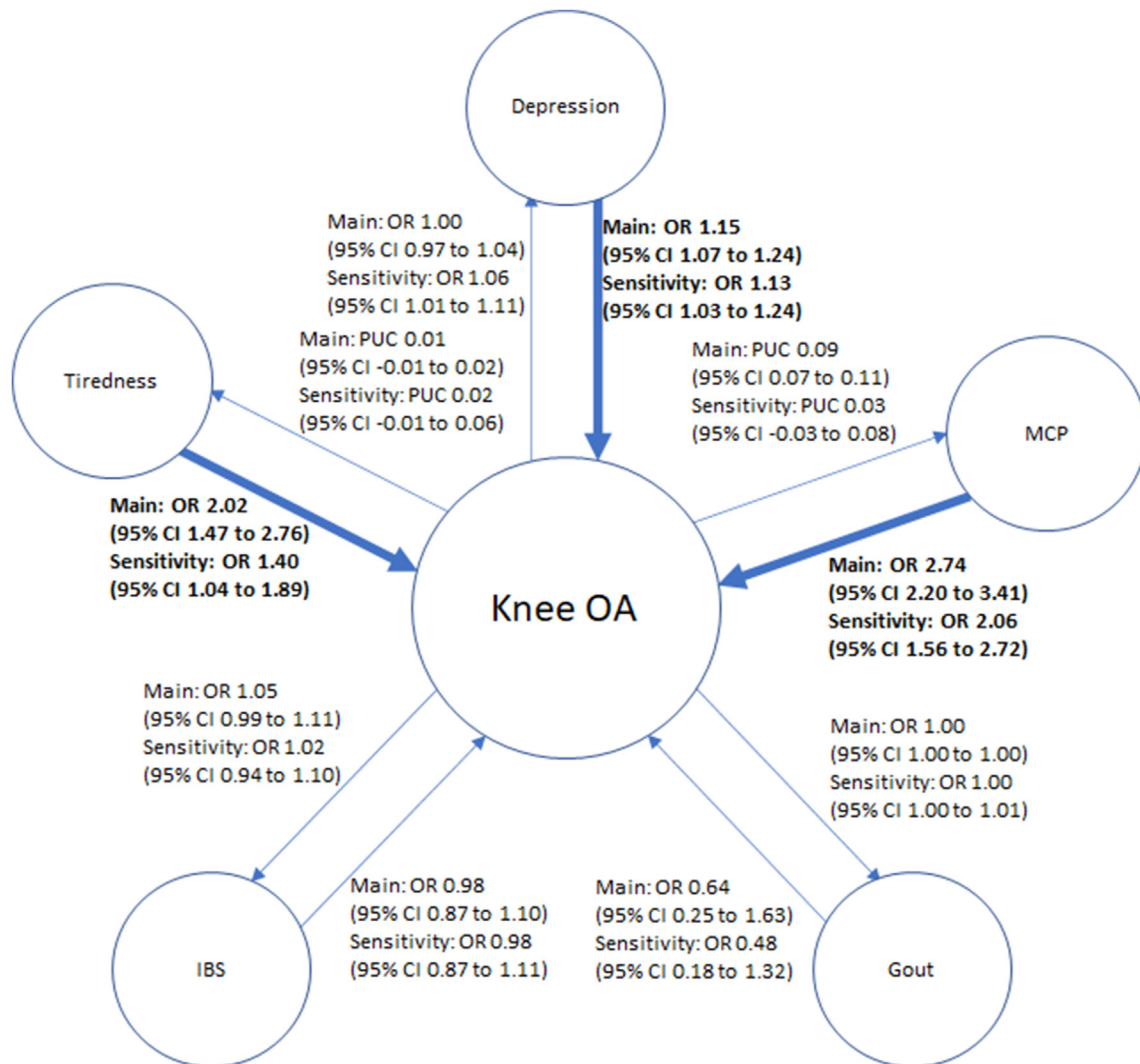 Depression
Main: OR 1.00
(95% CI 0.97 to 1.04)
Sensitivity: OR 1.06
(95% CI 1.01 to 1.11)
Main: OR 1.15
(95% CI 1.07 to 1.24)
Sensitivity: OR 1.13
(95% CI 1.03 to 1.24)
Tiredness
Main: PUC 0.01
(95% CI -0.01 to 0.02)
Sensitivity: PUC 0.02
(95% CI -0.01 to 0.06)
Main: PUC 0.09
(95% CI 0.07 to 0.11)
Sensitivity: PUC 0.03
(95% CI -0.03 to 0.08)
MCP
Main: OR 2.02
(95% CI 1.47 to 2.76)
Sensitivity: OR 1.40
(95% CI 1.04 to 1.89)
Knee OA
Main: OR 2.74
(95% CI 2.20 to 3.41)
Sensitivity: OR 2.06
(95% CI 1.56 to 2.72)
Main: OR 1.05
(95% CI 0.99 to 1.11)
Sensitivity: OR 1.02
(95% CI 0.94 to 1.10)
Main: OR 1.00
(95% CI 1.00 to 1.00)
Sensitivity: OR 1.00
(95% CI 1.00 to 1.01)
IBS
Main: OR 0.98
(95% CI 0.87 to 1.10)
Sensitivity: OR 0.98
(95% CI 0.87 to 1.11)
Main: OR 0.64
(95% CI 0.25 to 1.63)
Sensitivity: OR 0.48
(95% CI 0.18 to 1.32)
Gout